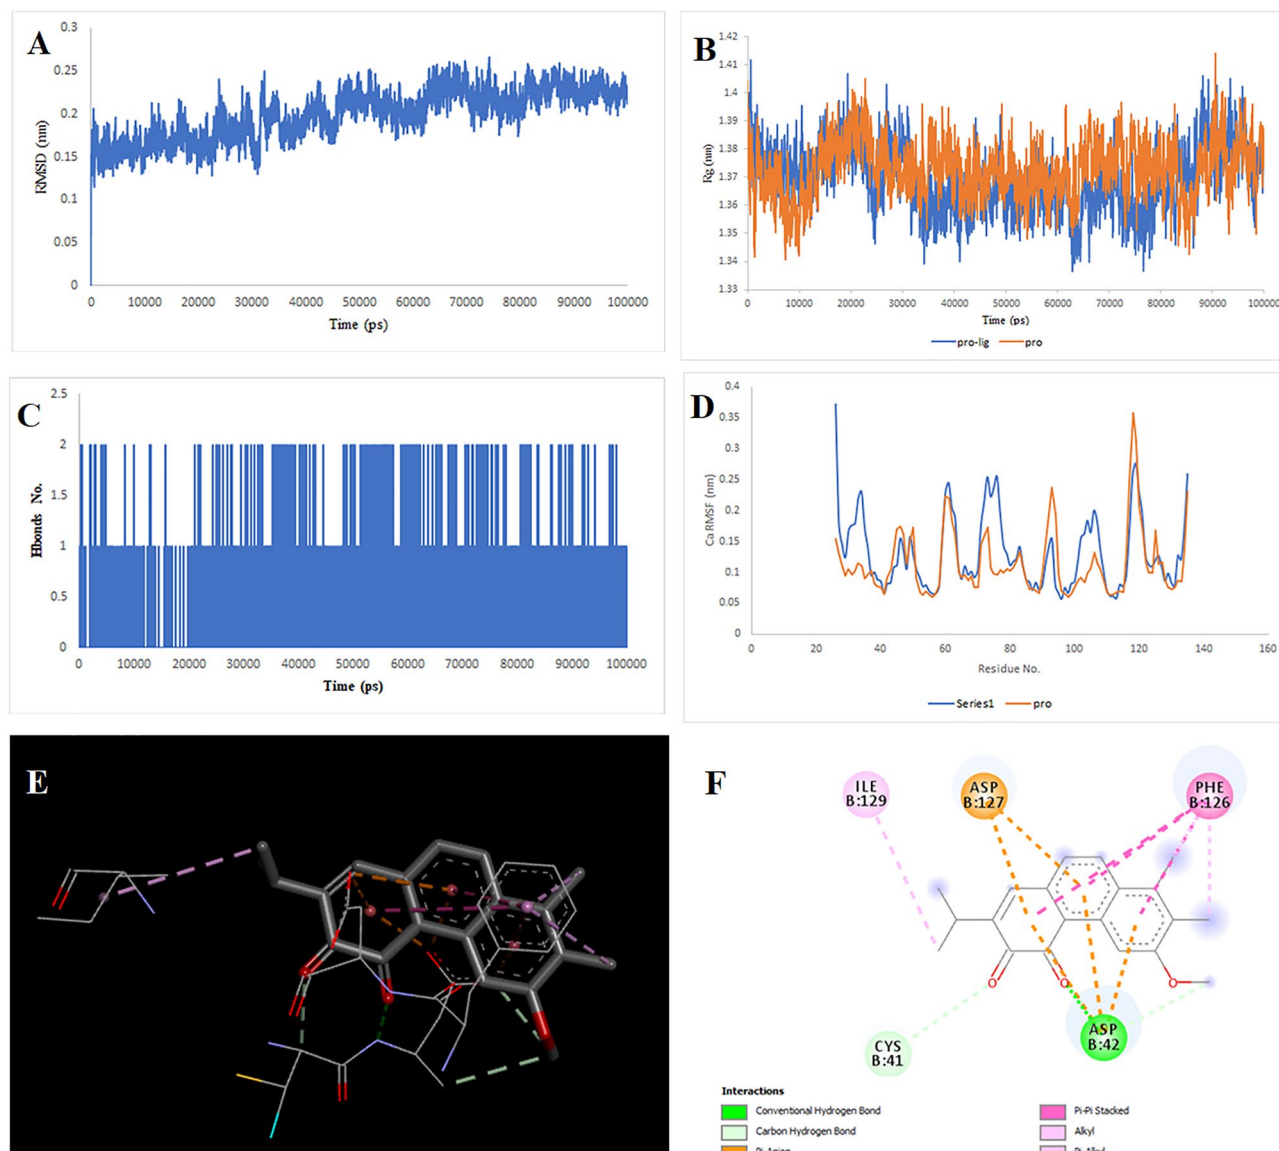 A
0.3
0.25
0.2
0.15
0.1
0.05
0
RMSD (nm)
0 10000 20000 30000 40000 50000 60000 70000 80000 90000 100000
Time (ps)
B
1.42
1.41
1.4
1.39
1.38
1.37
1.36
1.35
1.34
1.33
Rg (nm)
0 10000 20000 30000 40000 50000 60000 70000 80000 90000 100000
Time (ps)
pro-lig pro
C
2.5
2
1.5
1
0.5
0
No.
0 10000 20000 30000 40000 50000 60000 70000 80000 90000 100000
Time (ps)
D
0.4
0.35
0.3
0.25
0.2
0.15
0.1
0.05
0
Ca RMSF (nm)
0 20 40 60 80 100 120 140 160
Residue No.
Series1 pro
E
F
ILE
B:129
ASP
B:127
PHE
B:126
O O O
CYS
B:41
ASP
B:42
Interactions
Conventional Hydrogen Bond
Carbon Hydrogen Bond
Pi-Anion
Pi-Pi Stacked
Alkyl
Pi-Alkyl